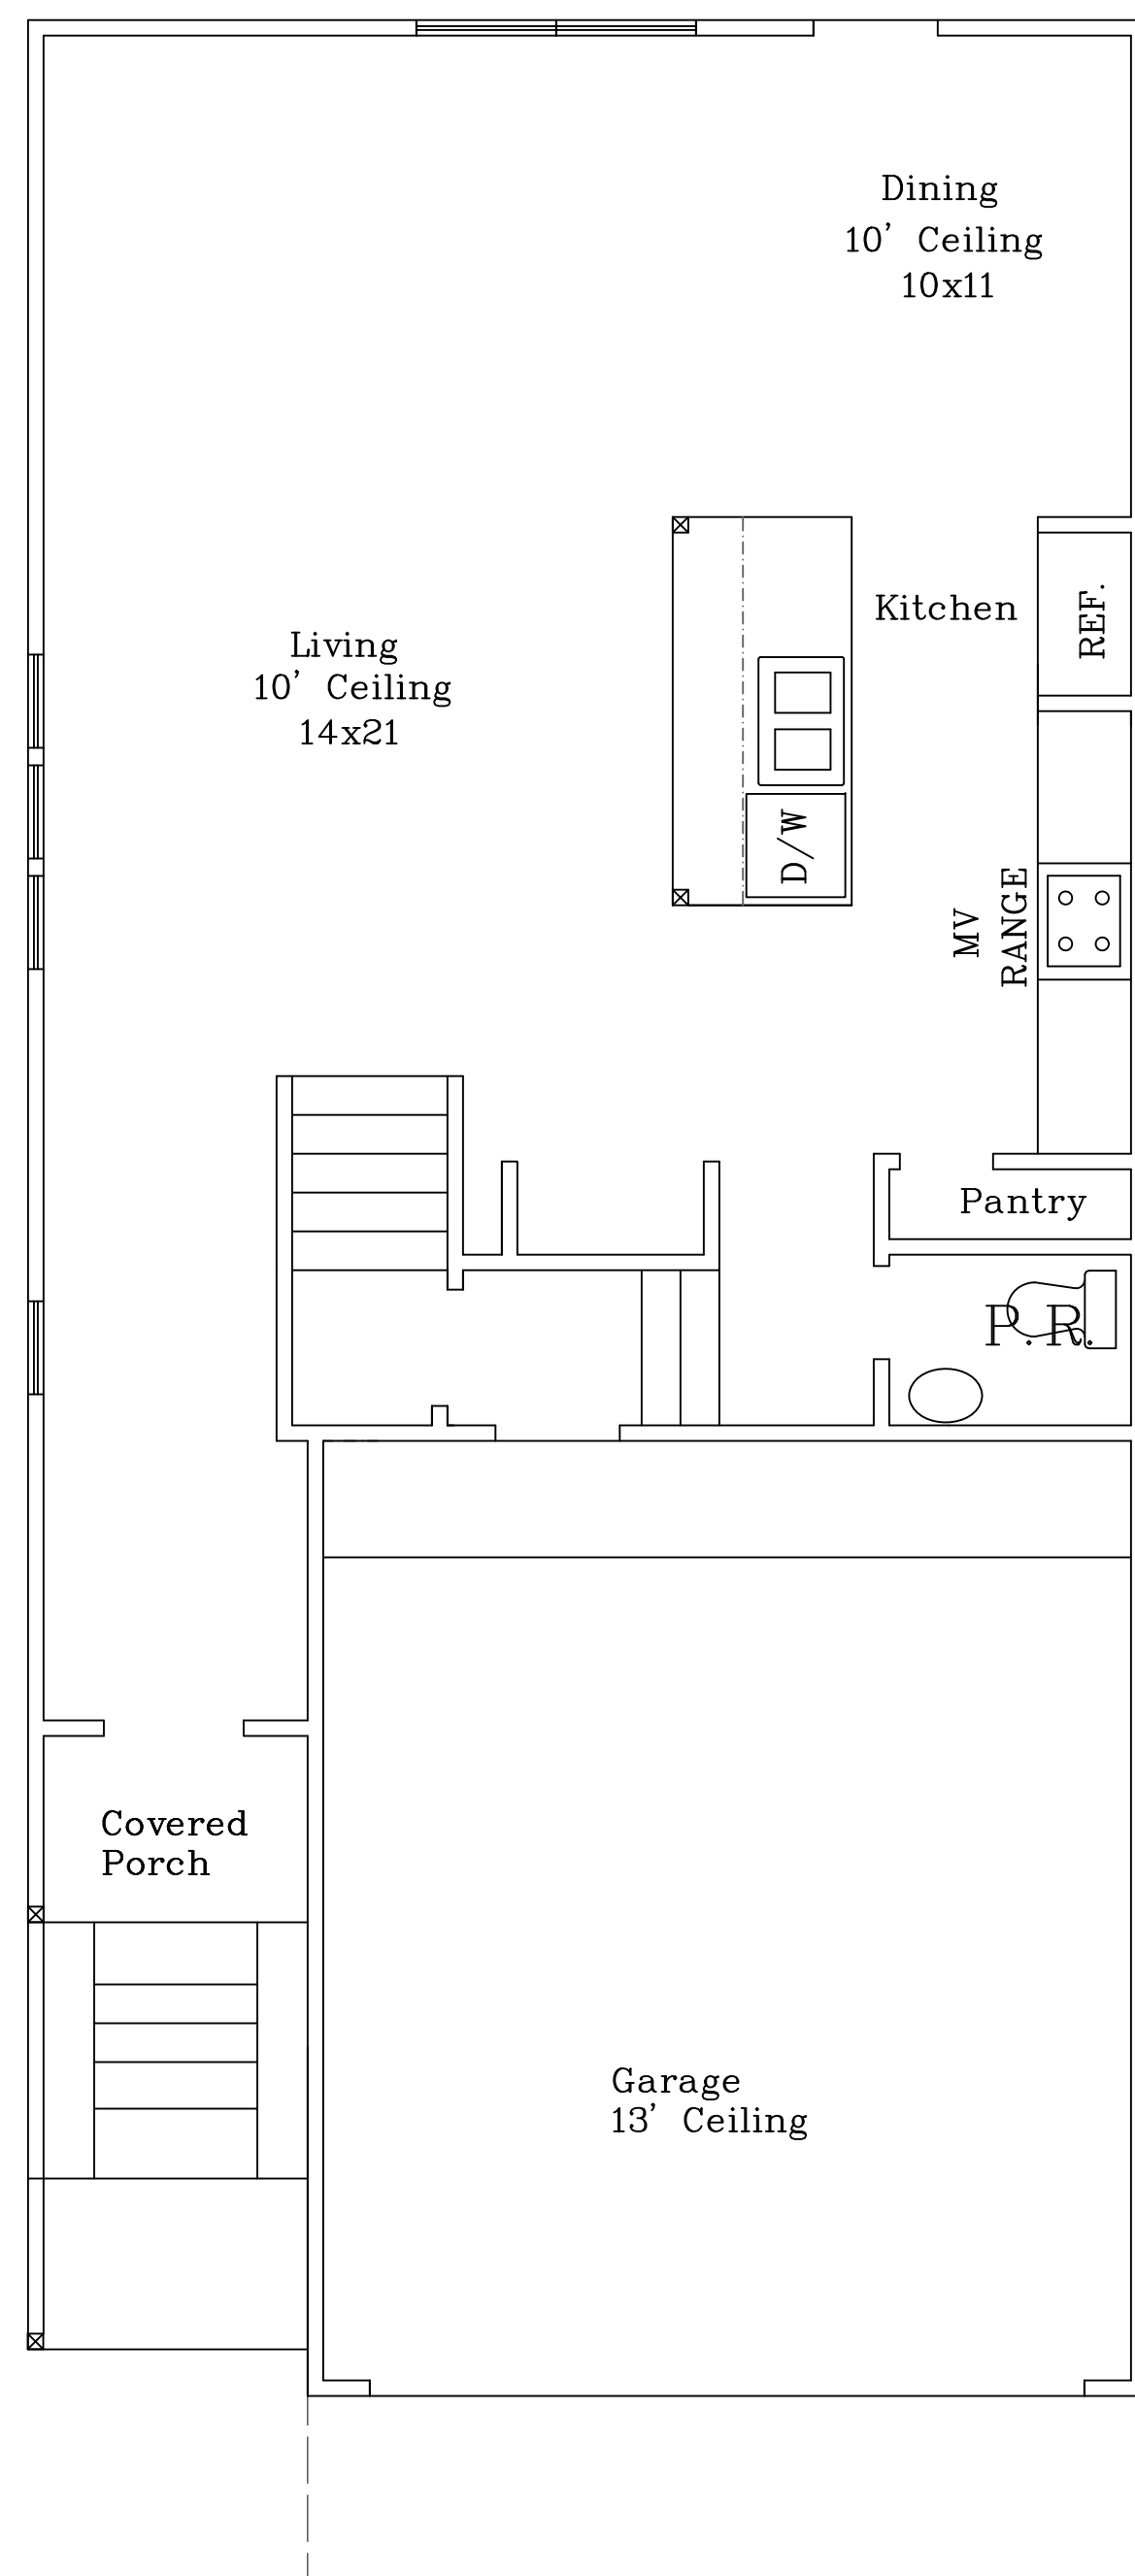 Dining
10' Ceiling
10x11
Kitchen
REF.
Living
10' Ceiling
14x21
D/W
MV
RANGE
Pantry
P.R.
Covered
Porch
Garage
13' Ceiling